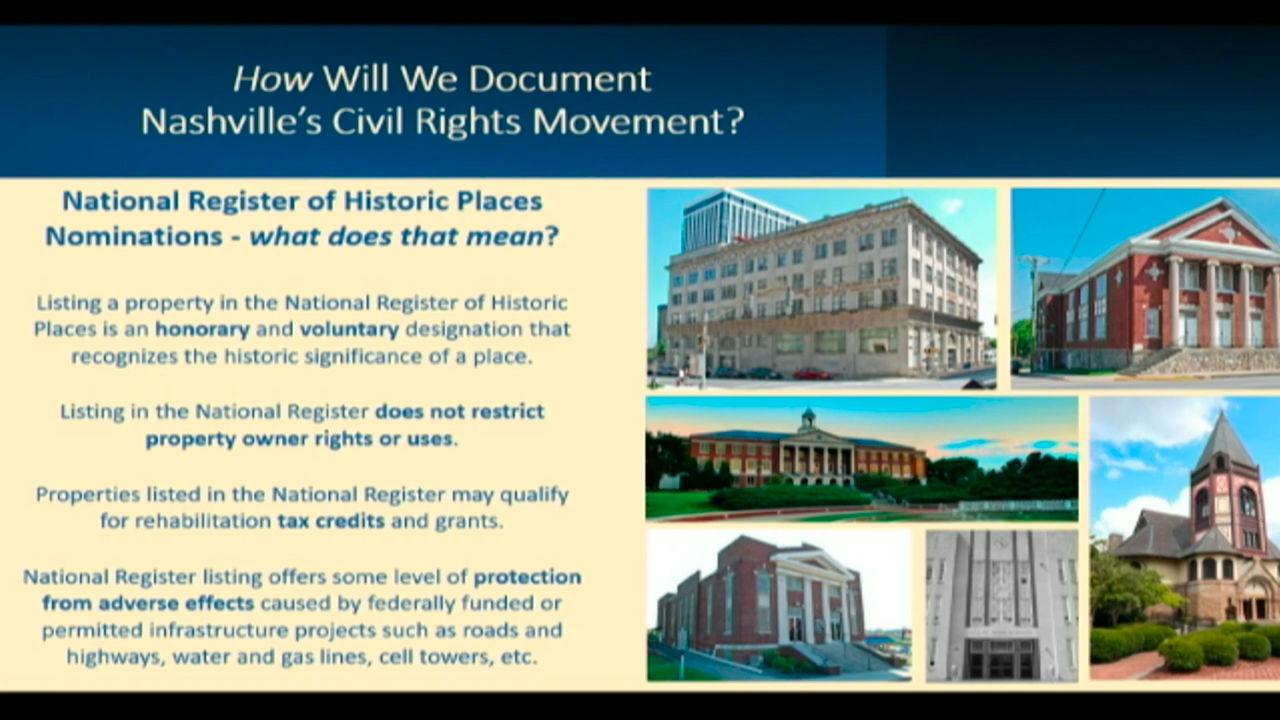 How Will We Document
Nashville's Civil Rights Movement?
National Register of Historic Places
Nominations - what does that mean?
Listing a property in the National Register of Historic
Places is an honorary and voluntary designation that
recognizes the historic significance of a place.
Listing in the National Register does not restrict
property owner rights or uses.
Properties listed in the National Register may qualify
for rehabilitation tax credits and grants.
National Register listing offers some level of protection
from adverse effects caused by federally funded or
permitted infrastructure projects such as roads and
highways, water and gas lines, cell towers, etc.